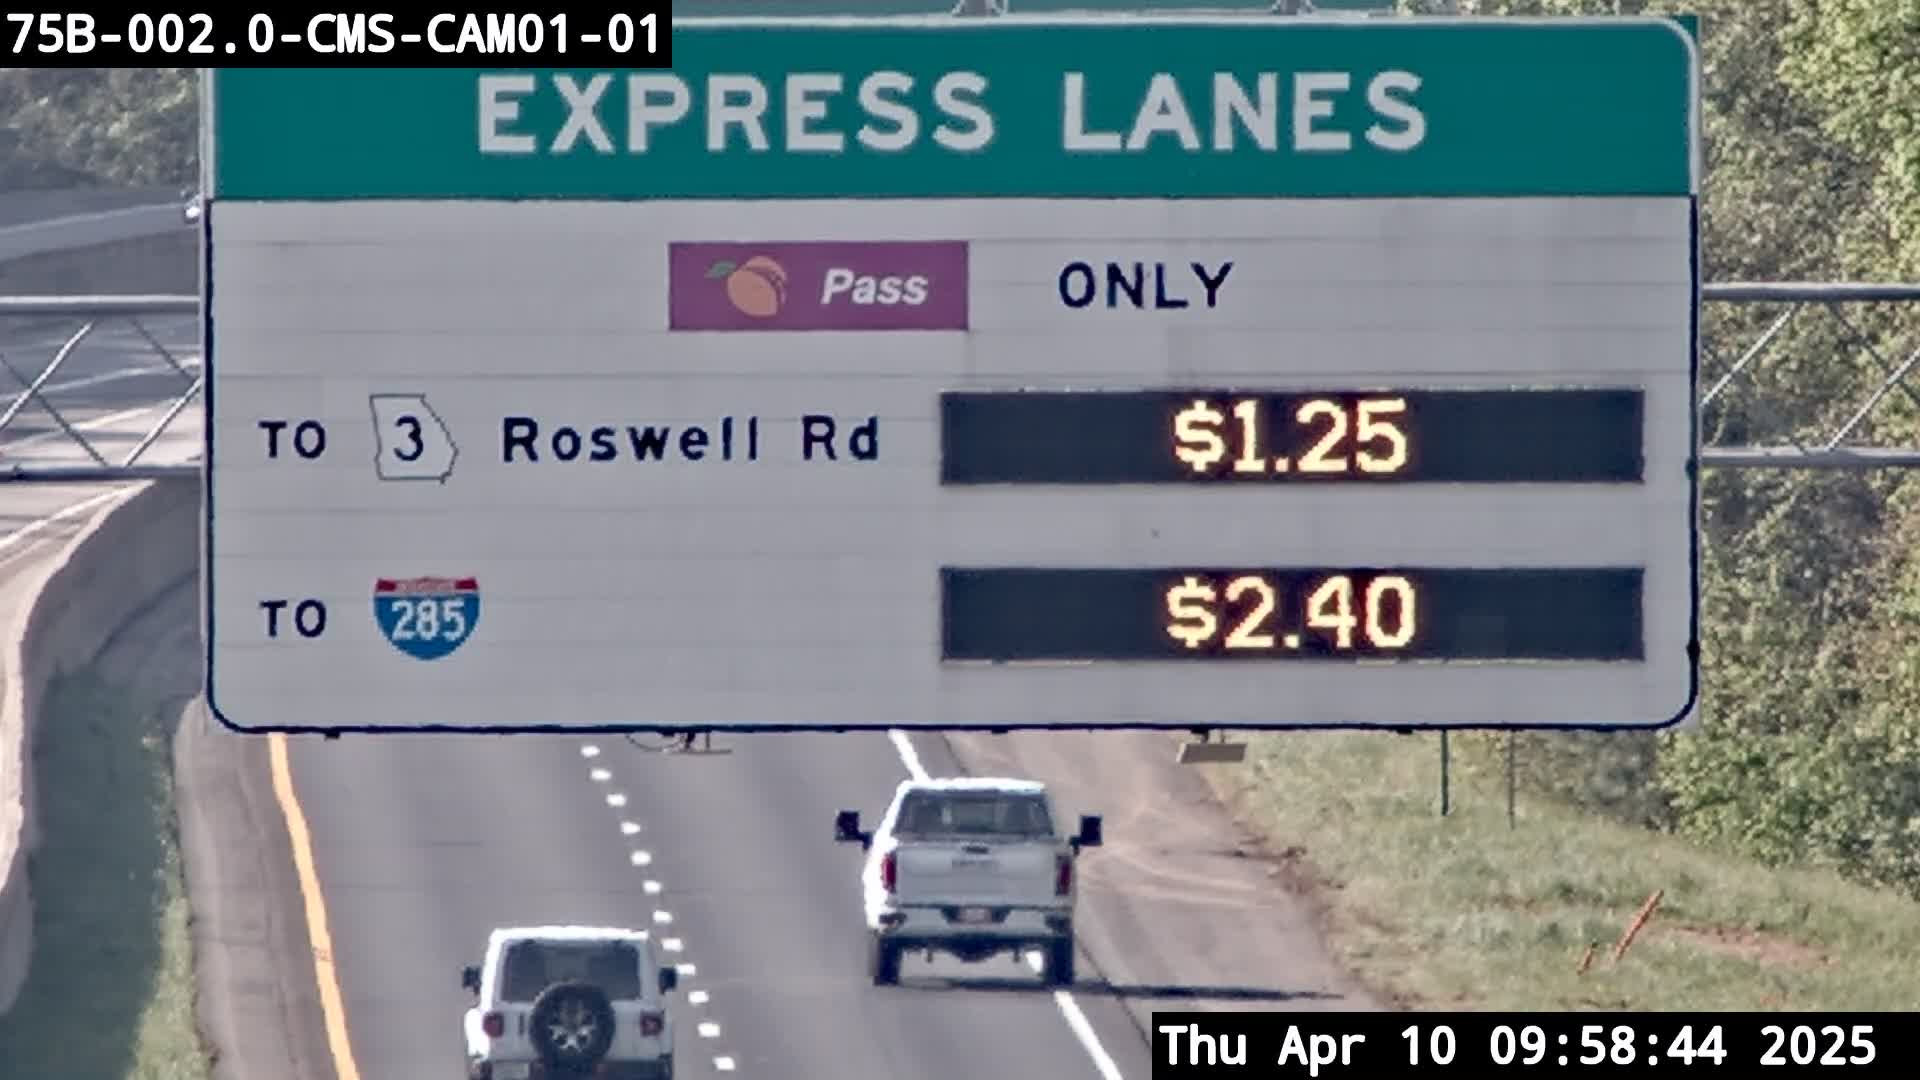 75B-002.0-CMS-CAM01-01
EXPRESS LANES
Pass ONLY
TO 3 Roswell Rd $1.25
TO 285 $2.40
Thu Apr 10 09:58:44 2025